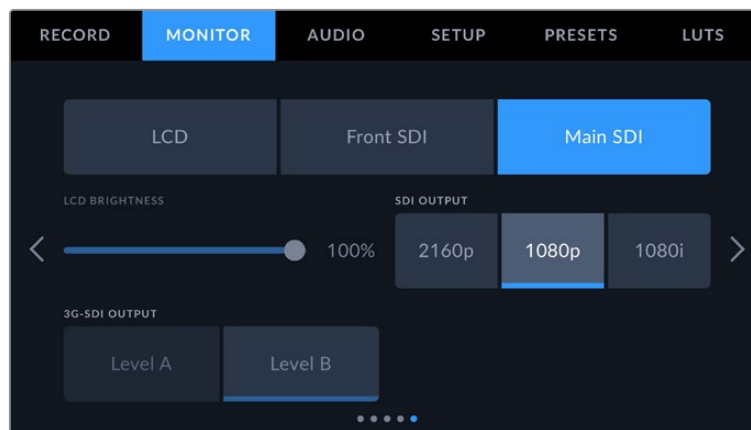 RECORD MONITOR AUDIO SETUP PRESETS LUTS
LCD Front SDI Main SDI
LCD BRIGHTNESS SDI OUTPUT
100% 2160p 1080p 1080i
3G-SDI OUTPUT
Level A Level B